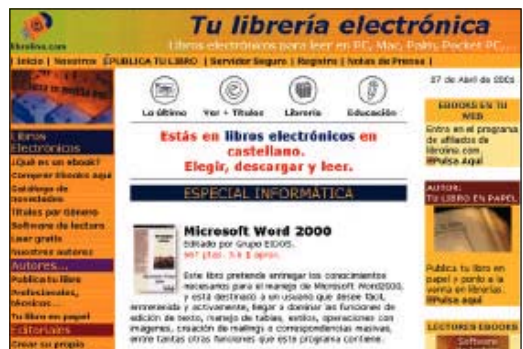 Tu librería electrónica
librolina.com
Libros electrónicos para leer en PC, Mac, Palm, Pocket PC...
| Inicio | Nosotros | PUBLICA TU LIBRO | Servidor Seguro | Registro | Notas de Prensa |
27 de Abril de 2001
Lo último
Ver + Títulos
Librería
Educación
Estás en libros electrónicos en
castellano.
Elegir, descargar y leer.
ESPECIAL INFORMÁTICA
Microsoft Word 2000
Editado por Grupo EIDOS.
Este libro pretende entregar los conocimientos
necesarios para el manejo de Microsoft Word2000,
y está destinado a un usuario que desee fácil,
entretenida y activamente, llegar a dominar las funciones de
edición de texto, manejo de tablas, estilos, operaciones con
imágenes, creación de mailings o correspondencias masivas,
entre tantas otras funciones que este programa contiene.
Libros
Electrónicos
¿Qué es un ebook?
Comprar Ebooks aquí
Catálogo de
novedades
Títulos por Género
Software de lectura
Leer gratis
Nuestros autores
Autores...
Publica tu libro
Profesionales,
técnicos...
Tu libro en papel
Editoriales
Crear su propia
EBOOKS EN TU
WEB
Entra en el programa
de afiliados de
librolina.com.
Pulsa Aquí
AUTOR:
TU LIBRO EN PAPEL
Publica tu libro en
papel y ponlo a la
venta en librerías.
Pulsa aquí
LECTORES EBOOKS
Software